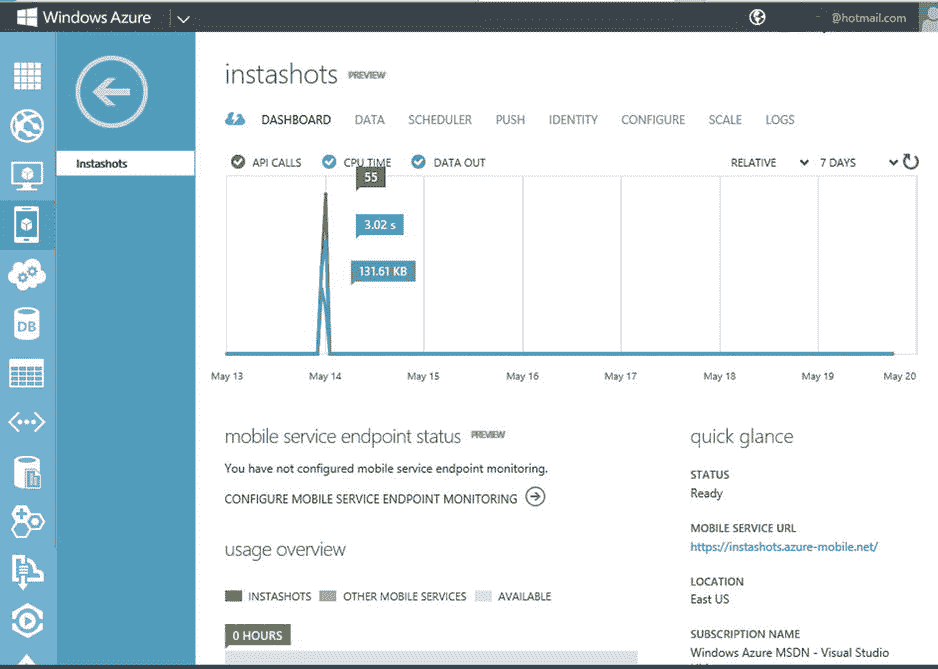 Windows Azure
@hotmail.com
Instashots
instashots PREVIEW
DASHBOARD DATA SCHEDULER PUSH IDENTITY CONFIGURE SCALE LOGS
API CALLS CPU TIME DATA OUT RELATIVE 7 DAYS
55
3.02 s
131.61 KB
May 13 May 14 May 15 May 16 May 17 May 18 May 19 May 20
mobile service endpoint status PREVIEW
You have not configured mobile service endpoint monitoring.
CONFIGURE MOBILE SERVICE ENDPOINT MONITORING
usage overview
INSTASHOTS OTHER MOBILE SERVICES AVAILABLE
0 HOURS
quick glance
STATUS
Ready
MOBILE SERVICE URL
https://instashots.azure-mobile.net/
LOCATION
East US
SUBSCRIPTION NAME
Windows Azure MSDN - Visual Studio
DB